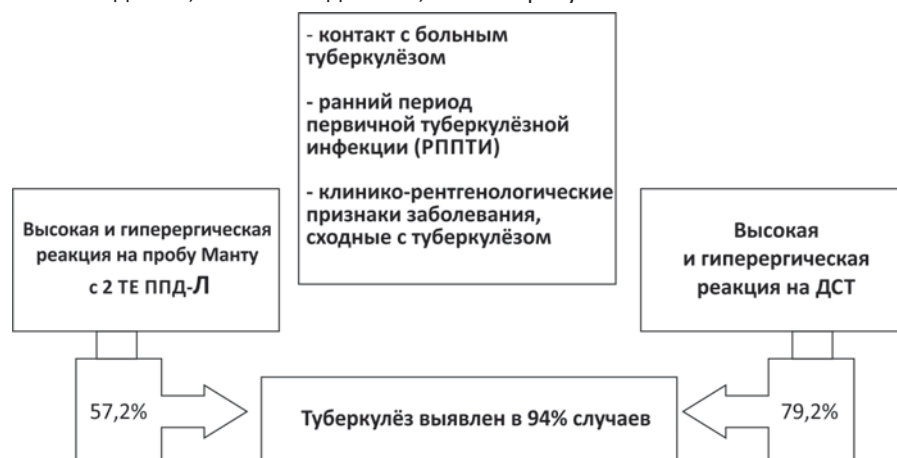 - контакт с больным
туберкулёзом
- ранний период
первичной туберкулёзной
инфекции (РППТИ)
- клинико-рентгенологические
признаки заболевания,
сходные с туберкулёзом
Высокая и гиперергическая
реакция на пробу Манту
с 2 ТЕ ППД-Л
Высокая
и гиперергическая
реакция на ДСТ
57,2%
Туберкулёз выявлен в 94% случаев
79,2%